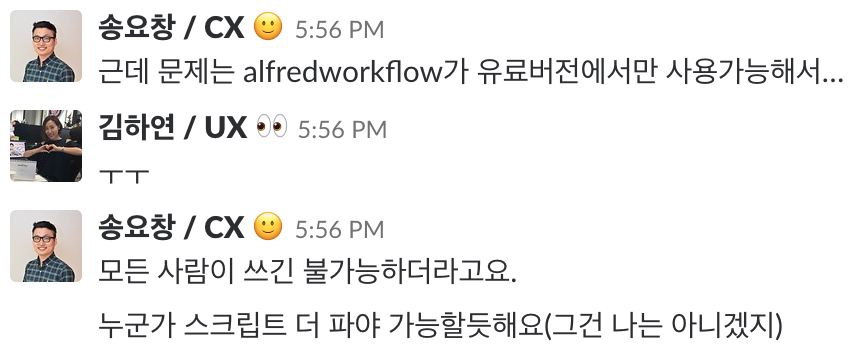 송요창 / CX 🙂 5:56 PM
근데 문제는 alfredworkflow가 유료버전에서만 사용가능해서...
김하연 / UX 👀 5:56 PM
ㅜㅜ
송요창 / CX 🙂 5:56 PM
모든 사람이 쓰긴 불가능하더라고요.
누군가 스크립트 더 파야 가능할듯해요(그건 나는 아니겠지)